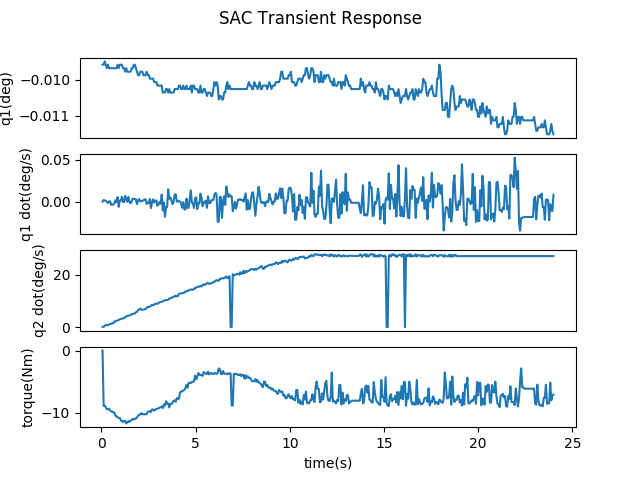 SAC Transient Response
q1(deg)
−0.010
−0.011
q1 dot(deg/s)
0.05
0.00
q2 dot(deg/s)
20
0
torque(Nm)
0
−10
0 5 10 15 20 25
time(s)